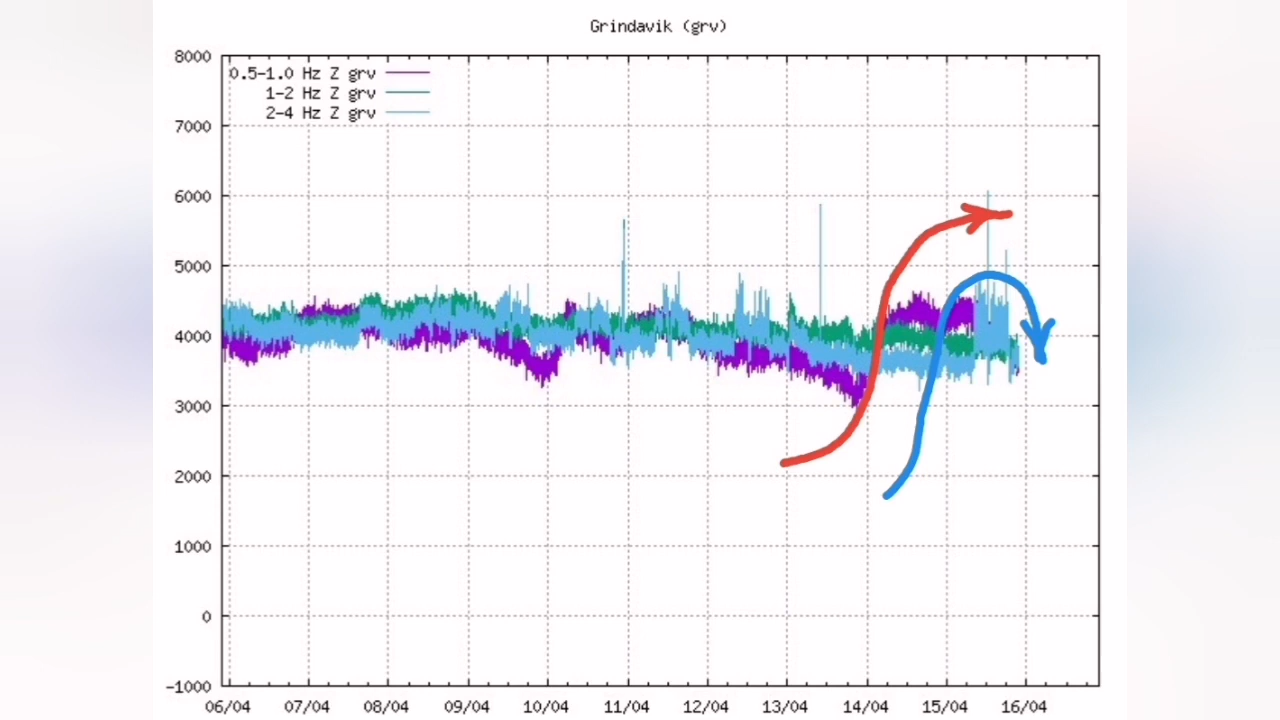 Grindavik (grv)
8000
0.5-1.0 Hz Z grv
1-2 Hz Z grv
2-4 Hz Z grv
7000
6000
5000
4000
3000
2000
1000
0
-1000
06/04 07/04 08/04 09/04 10/04 11/04 12/04 13/04 14/04 15/04 16/04